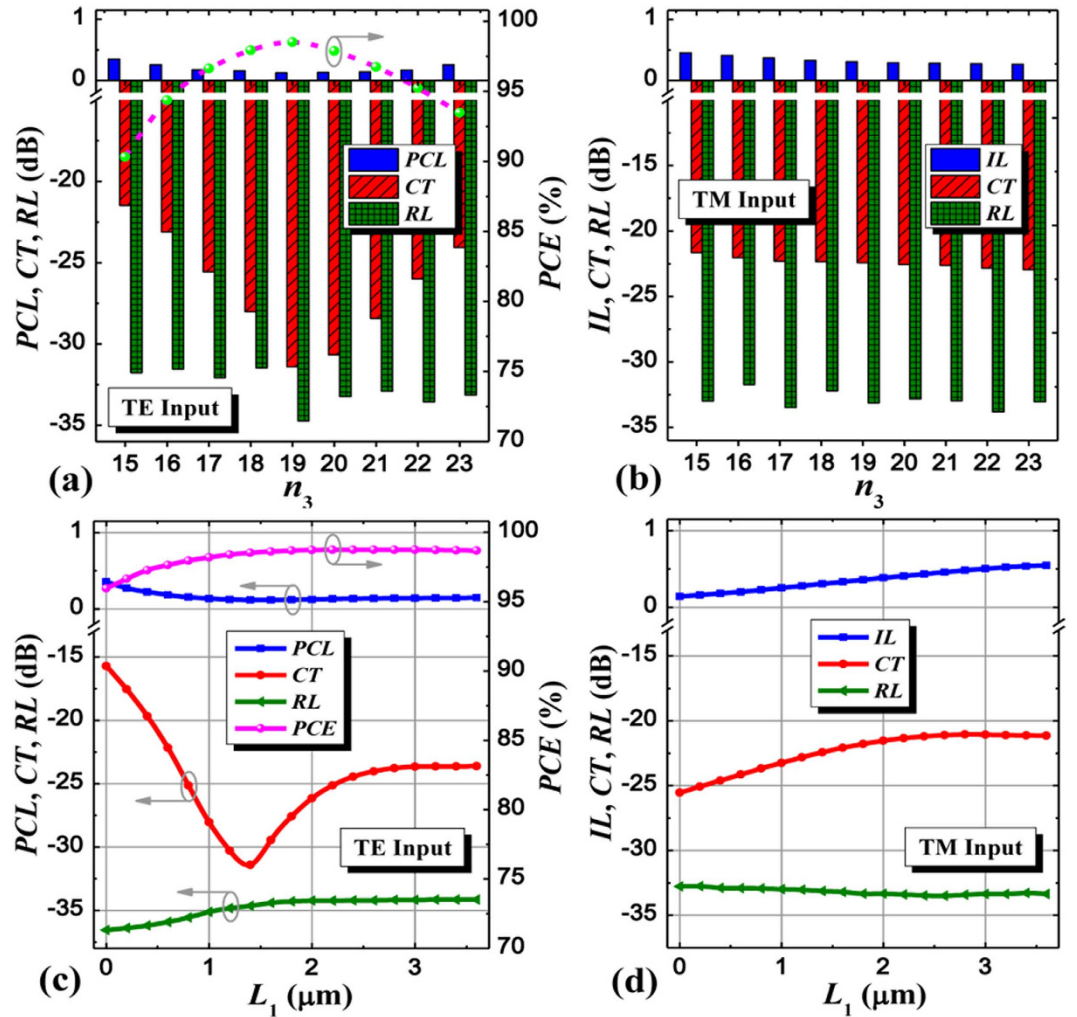 1
0
-20
-25
-30
-35
PCL, CT, RL (dB)
100
95
90
85
80
75
70
PCE (%)
PCL
CT
RL
TE Input
15 16 17 18 19 20 21 22 23
(a)
n3
1
0
-15
-20
-25
-30
-35
IL, CT, RL (dB)
IL
CT
RL
TM Input
15 16 17 18 19 20 21 22 23
(b)
n3
1
0
-15
-20
-25
-30
-35
PCL, CT, RL (dB)
100
95
90
85
80
75
70
PCE (%)
PCL
CT
RL
PCE
TE Input
0 1 2 3
(c)
L1 (μm)
1
0
-15
-20
-25
-30
-35
IL, CT, RL (dB)
IL
CT
RL
TM Input
0 1 2 3
(d)
L1 (μm)